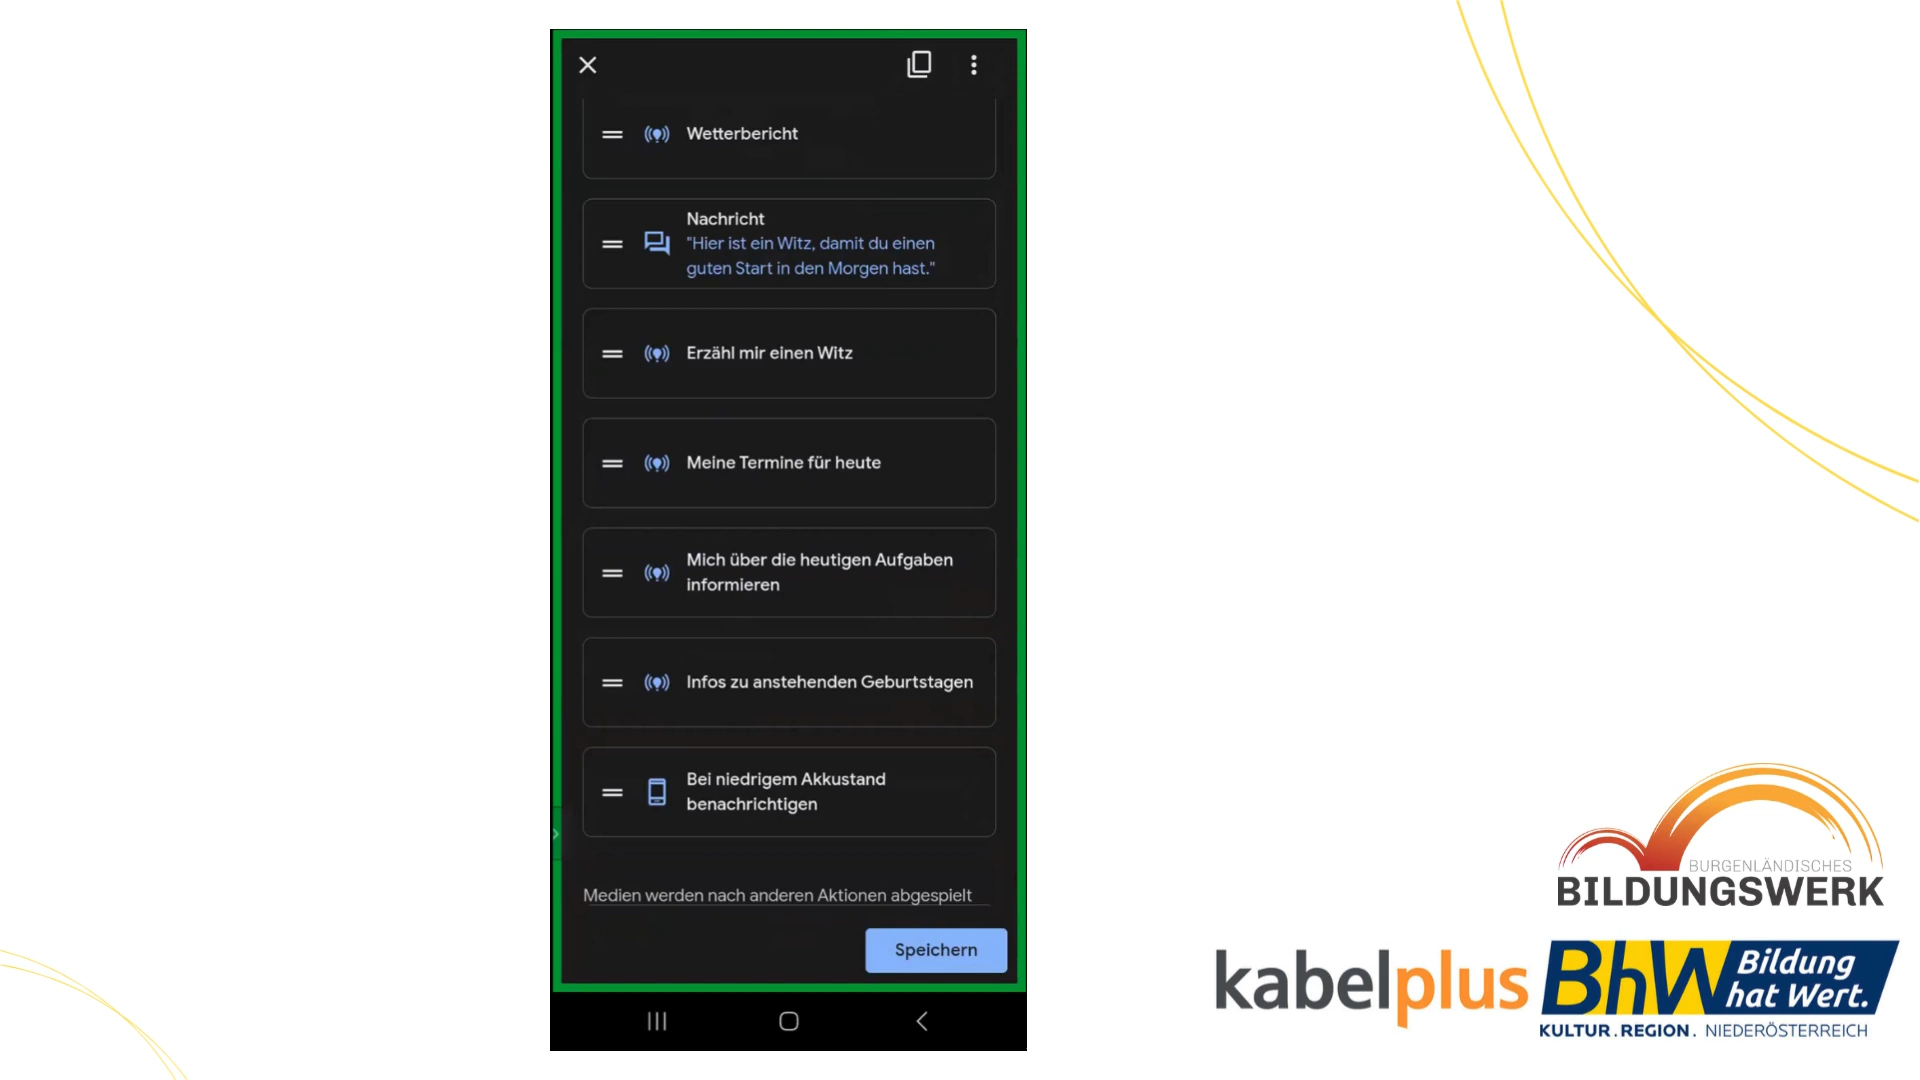 Wetterbericht
Nachricht
"Hier ist ein Witz, damit du einen
guten Start in den Morgen hast."
Erzähl mir einen Witz
Meine Termine für heute
Mich über die heutigen Aufgaben
informieren
Infos zu anstehenden Geburtstagen
Bei niedrigem Akkustand
benachrichtigen
Medien werden nach anderen Aktionen abgespielt
Speichern
BURGENLÄNDISCHES
BILDUNGSWERK
kabelplus
BhW Bildung
hat Wert.
KULTUR.REGION. NIEDERÖSTERREICH